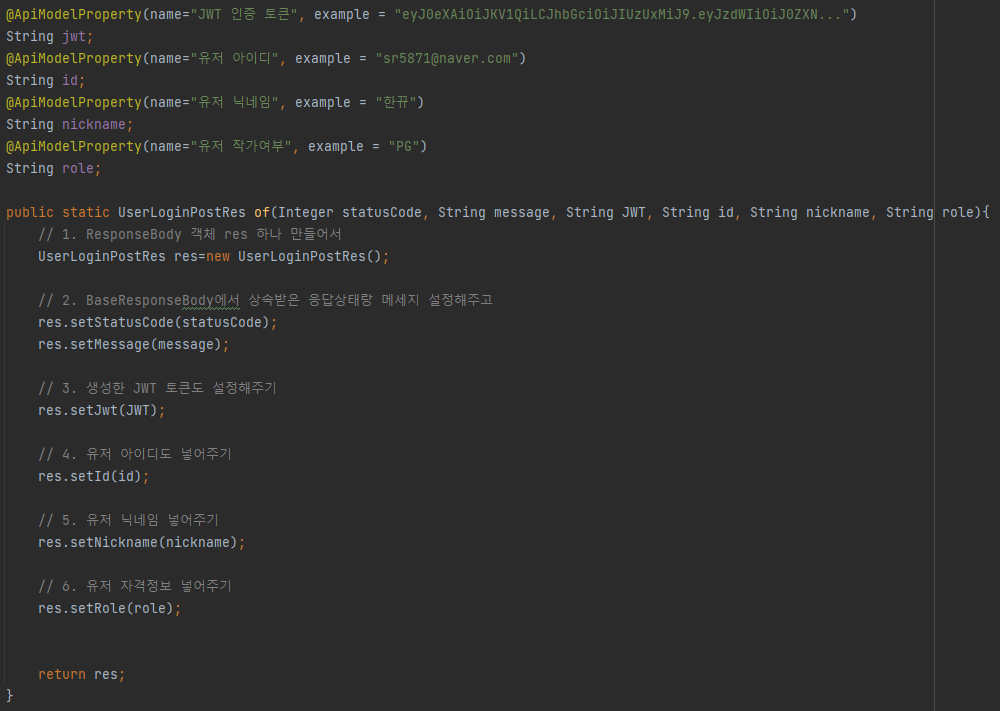 @ApiModelProperty(name="JWT 인증 토큰", example = "eyJ0eXAiOiJKV1QiLCJhbGciOiJIUzUxMiJ9.eyJzdWIiOiJ0ZXN...")
String jwt;
@ApiModelProperty(name="유저 아이디", example = "sr5871@naver.com")
String id;
@ApiModelProperty(name="유저 닉네임", example = "한뀨")
String nickname;
@ApiModelProperty(name="유저 작가여부", example = "PG")
String role;
public static UserLoginPostRes of(Integer statusCode, String message, String JWT, String id, String nickname, String role){
// 1. ResponseBody 객체 res 하나 만들어서
UserLoginPostRes res=new UserLoginPostRes();
// 2. BaseResponseBody에서 상속받은 응답상태랑 메세지 설정해주고
res.setStatusCode(statusCode);
res.setMessage(message);
// 3. 생성한 JWT 토큰도 설정해주기
res.setJwt(JWT);
// 4. 유저 아이디도 넣어주기
res.setId(id);
// 5. 유저 닉네임 넣어주기
res.setNickname(nickname);
// 6. 유저 자격정보 넣어주기
res.setRole(role);
return res;
}